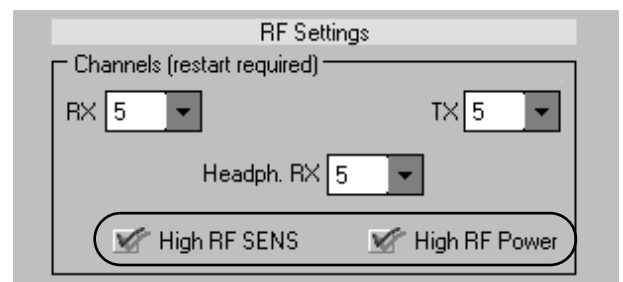 RF Settings
Channels (restart required)
RX 5 TX 5
Headph. RX 5
High RF SENS High RF Power